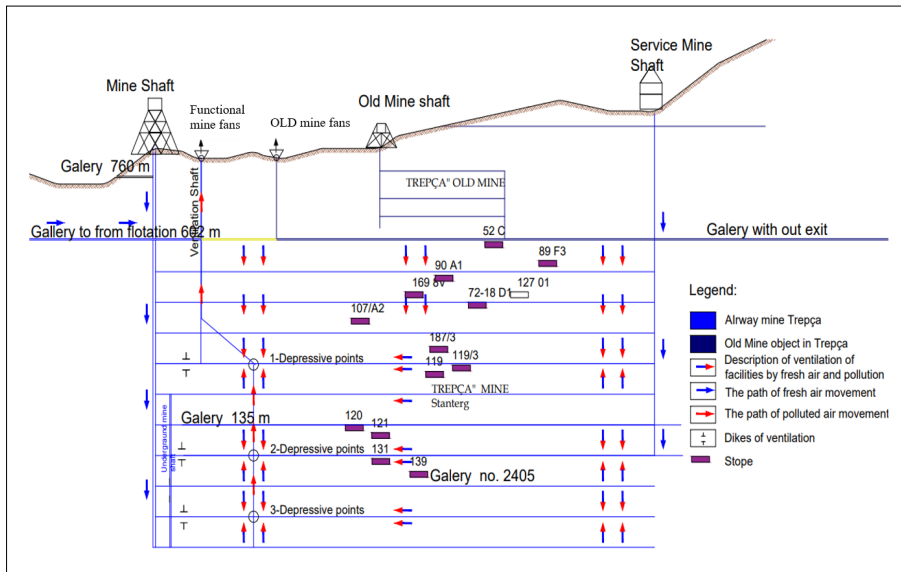 Service Mine
Shaft
Mine Shaft
Functional
mine fans
OLD mine fans
Old Mine shaft
Galery 760 m
TREPÇA" OLD MINE
Ventilation Shaft
Gallery to from flotation 602 m
52 C
Galery with out exit
89 F3
90 A1
169 8v
127 01
72-18 D1
107/A2
187/3
1-Depressive points
119/3
119
TREPÇA" MINE
Stanterg
Galery 135 m
120
121
Underground mine
shaft
2-Depressive points
131
139
Galery no. 2405
3-Depressive points
Legend:
Alrway mine Trepça
Old Mine object in Trepça
Description of ventilation of
facilities by fresh air and pollution
The path of fresh air movement
The path of polluted air movement
Dikes of ventilation
Stope